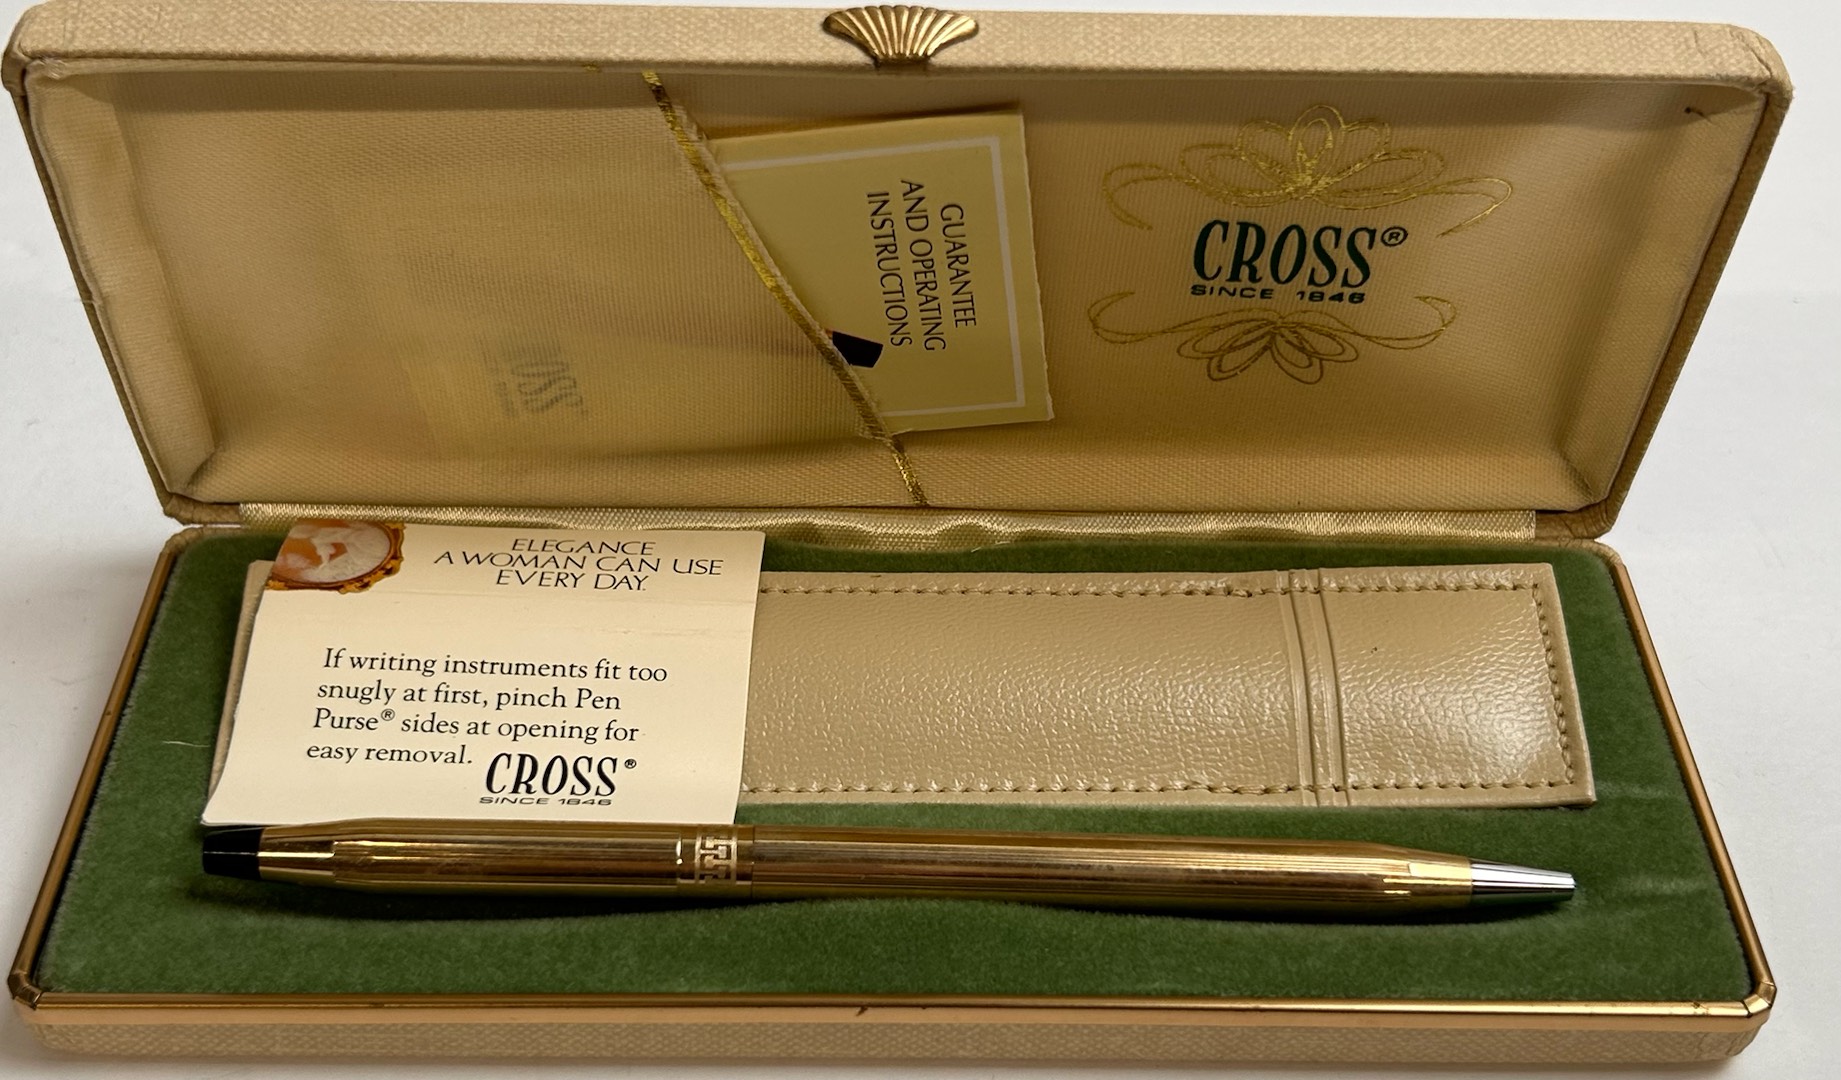 GUARANTEE
AND OPERATING
INSTRUCTIONS
CROSS®
SINCE 1846
ELEGANCE
A WOMAN CAN USE
EVERY DAY.
If writing instruments fit too
snugly at first, pinch Pen
Purse® sides at opening for
easy removal.
CROSS®
SINCE 1846